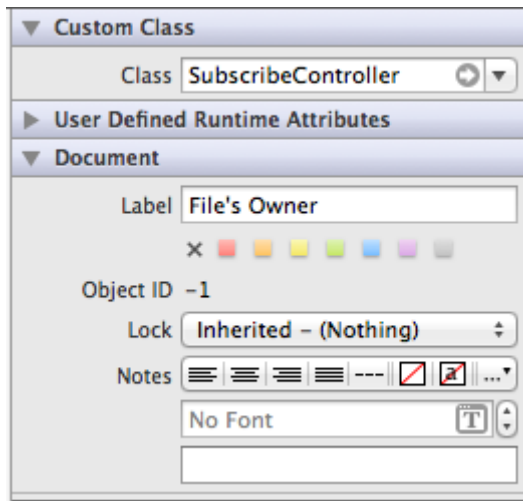 Custom Class
Class SubscribeController
User Defined Runtime Attributes
Document
Label File's Owner
Object ID -1
Lock Inherited - (Nothing)
Notes --- a ...
No Font T